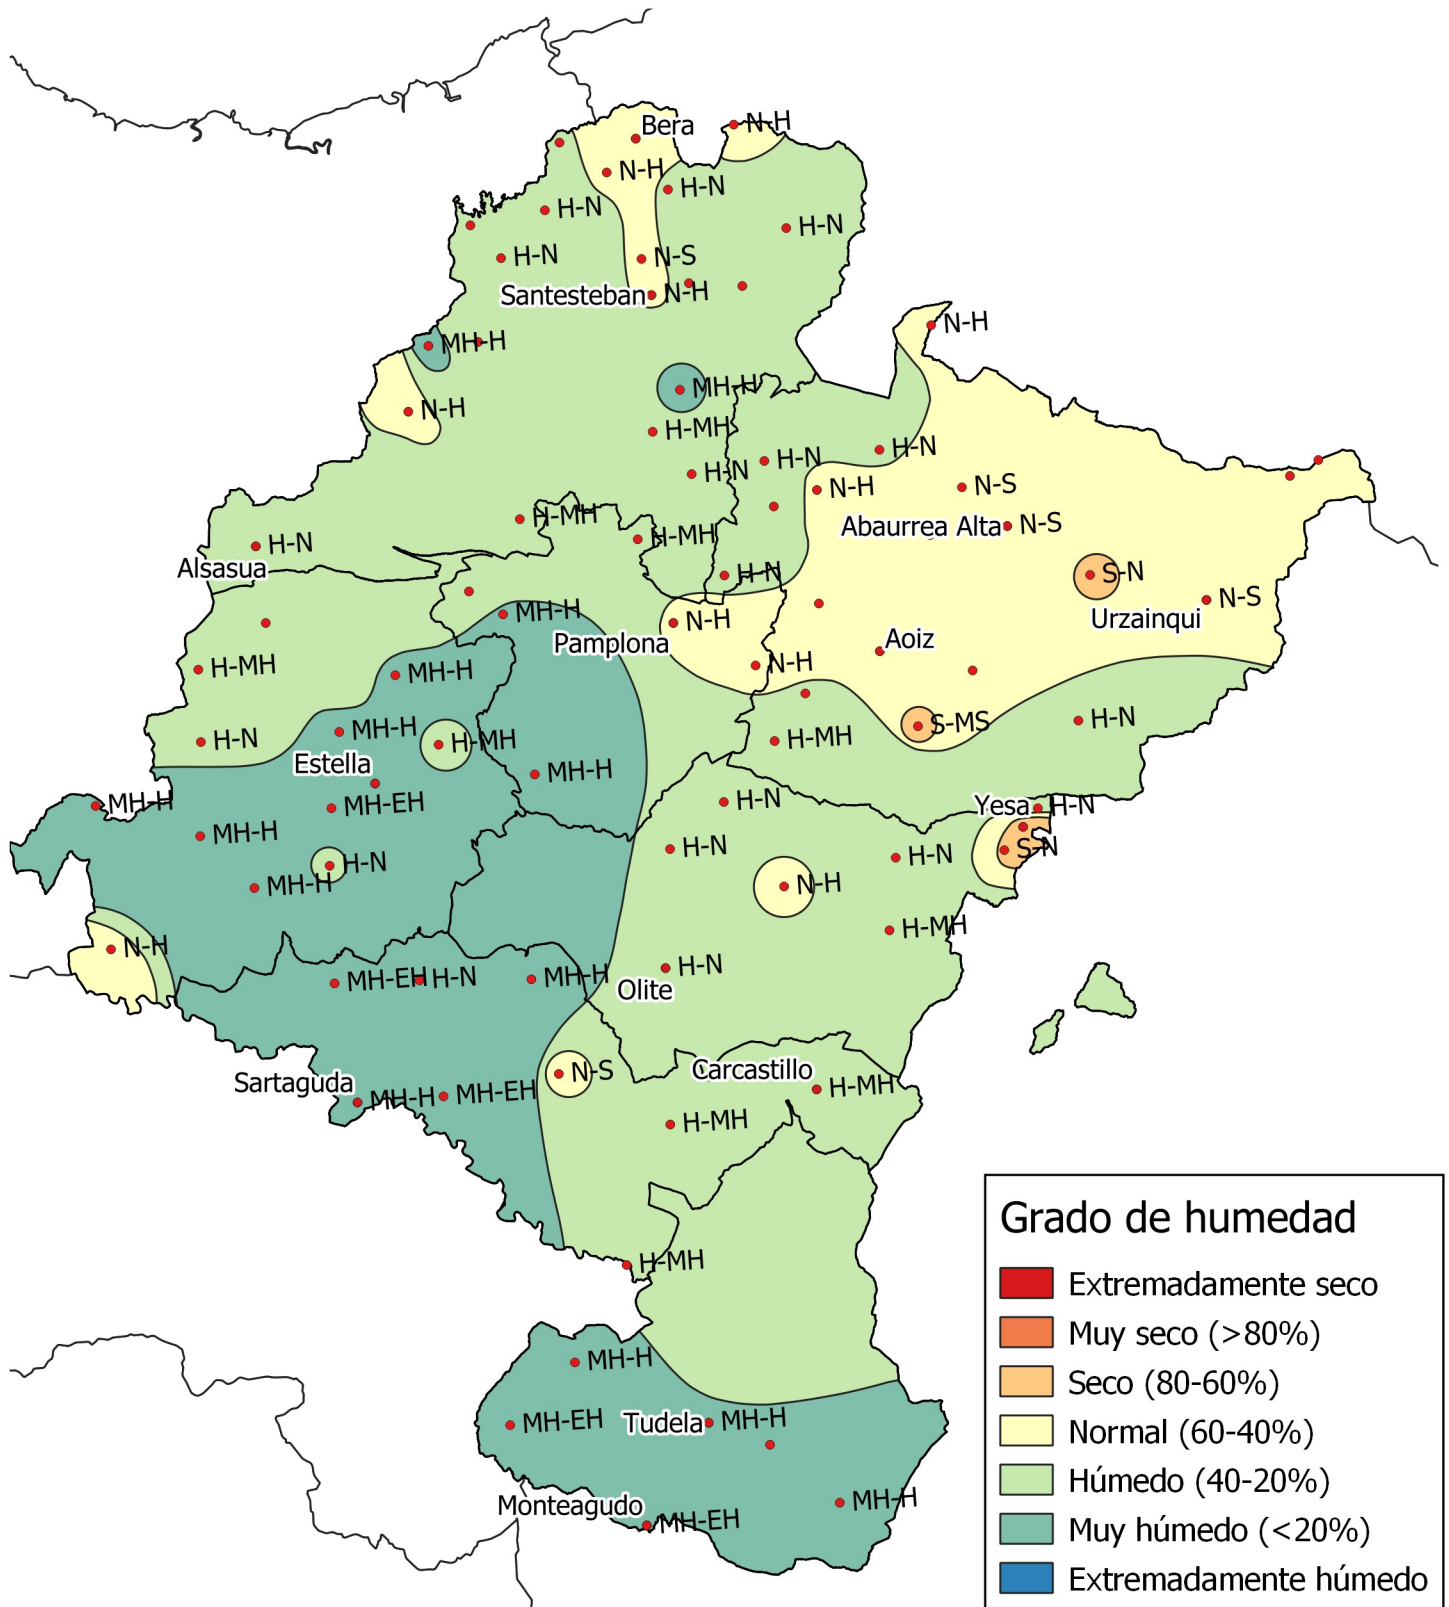 Bera
N-H
N-H
H-N
H-N
H-N
H-N
N-S
Santesteban
N-H
N-H
MH-H
MH-H
N-H
H-MH
H-N
H-N
H-N
N-H
N-S
H-MH
Abaurrea Alta
N-S
H-MH
H-N
Alsasua
H-N
S-N
N-S
MH-H
Urzainqui
N-H
Pamplona
Aoiz
H-MH
MH-H
N-H
H-N
MH-H
H-MH
H-MH
S-MS
H-N
Estella
MH-H
MH-H
MH-EH
H-N
Yesa
H-N
MH-H
H-N
H-N
S-N
H-N
MH-H
N-H
H-MH
N-H
MH-EH
H-N
MH-H
H-N
Olite
Sartaguda
MH-H
MH-EH
N-S
Carcastillo
H-MH
H-MH
H-MH
MH-H
MH-EH
Tudela
MH-H
Monteagudo
MH-EH
MH-H
Grado de humedad
Extremadamente seco
Muy seco (>80%)
Seco (80-60%)
Normal (60-40%)
Húmedo (40-20%)
Muy húmedo (<20%)
Extremadamente húmedo